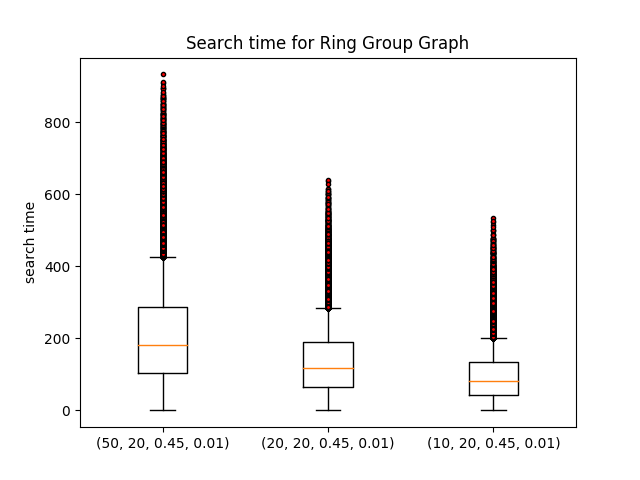 Search time for Ring Group Graph
800
600
400
200
0
search time
(50, 20, 0.45, 0.01) (20, 20, 0.45, 0.01) (10, 20, 0.45, 0.01)